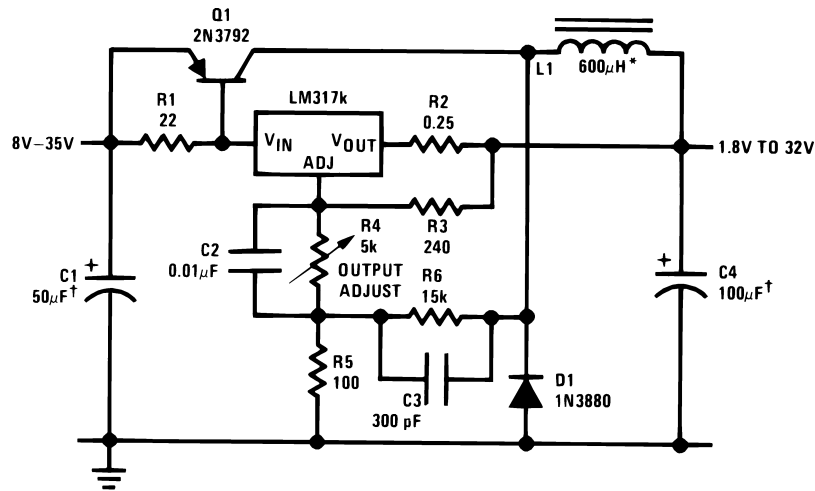 Q1
2N3792
L1
600µH*
R1
22
LM317k
R2
0.25
8V–35V
VIN
VOUT
ADJ
1.8V TO 32V
R3
240
R4
5k
C2
0.01µF
OUTPUT
ADJUST
R6
15k
C1
50µF†
+
+
C4
100µF†
R5
100
C3
300 pF
D1
1N3880